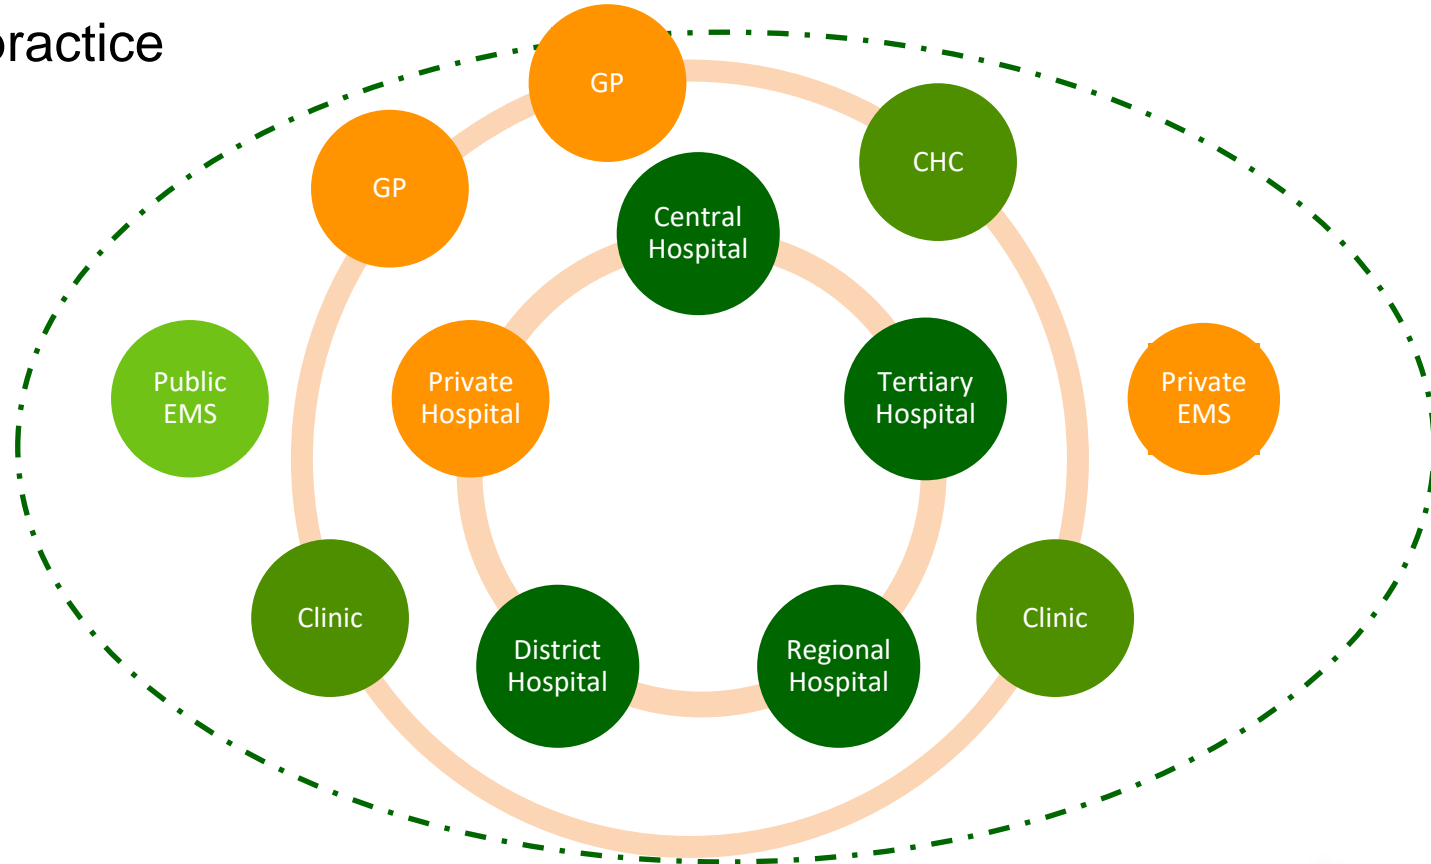 practice
GP
GP
CHC
Central
Hospital
Public
EMS
Private
Hospital
Tertiary
Hospital
Private
EMS
Clinic
District
Hospital
Regional
Hospital
Clinic